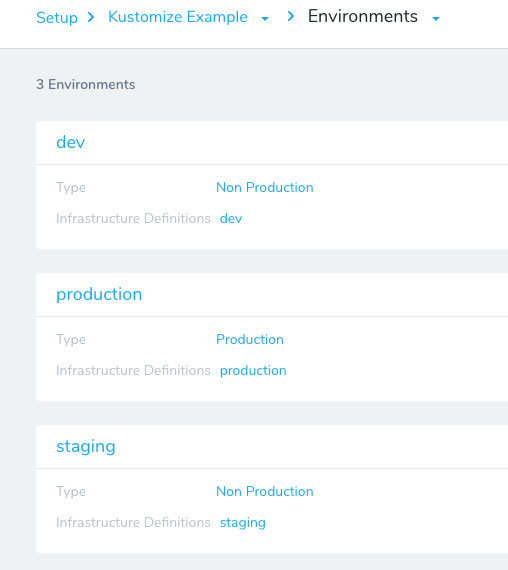 Setup Kustomize Example Environments
3 Environments
dev
Type Non Production
Infrastructure Definitions dev
production
Type Production
Infrastructure Definitions production
staging
Type Non Production
Infrastructure Definitions staging